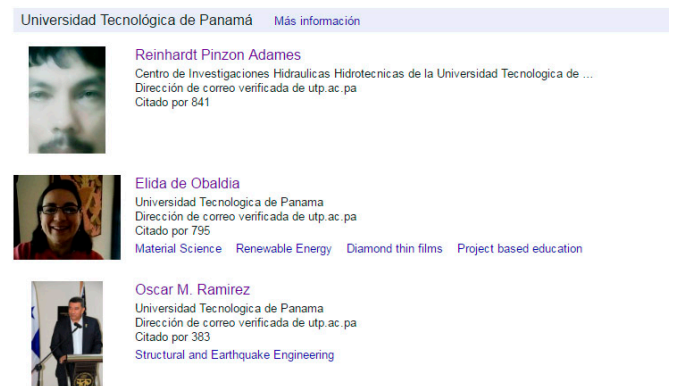 Universidad Tecnológica de Panamá Más información
Reinhardt Pinzon Adames
Centro de Investigaciones Hidraulicas Hidrotecnicas de la Universidad Tecnologica de ...
Dirección de correo verificada de utp.ac.pa
Citado por 841
Elida de Obaldia
Universidad Tecnologica de Panama
Dirección de correo verificada de utp.ac.pa
Citado por 795
Material Science Renewable Energy Diamond thin films Project based education
Oscar M. Ramirez
Universidad Tecnologica de Panama
Dirección de correo verificada de utp.ac.pa
Citado por 383
Structural and Earthquake Engineering